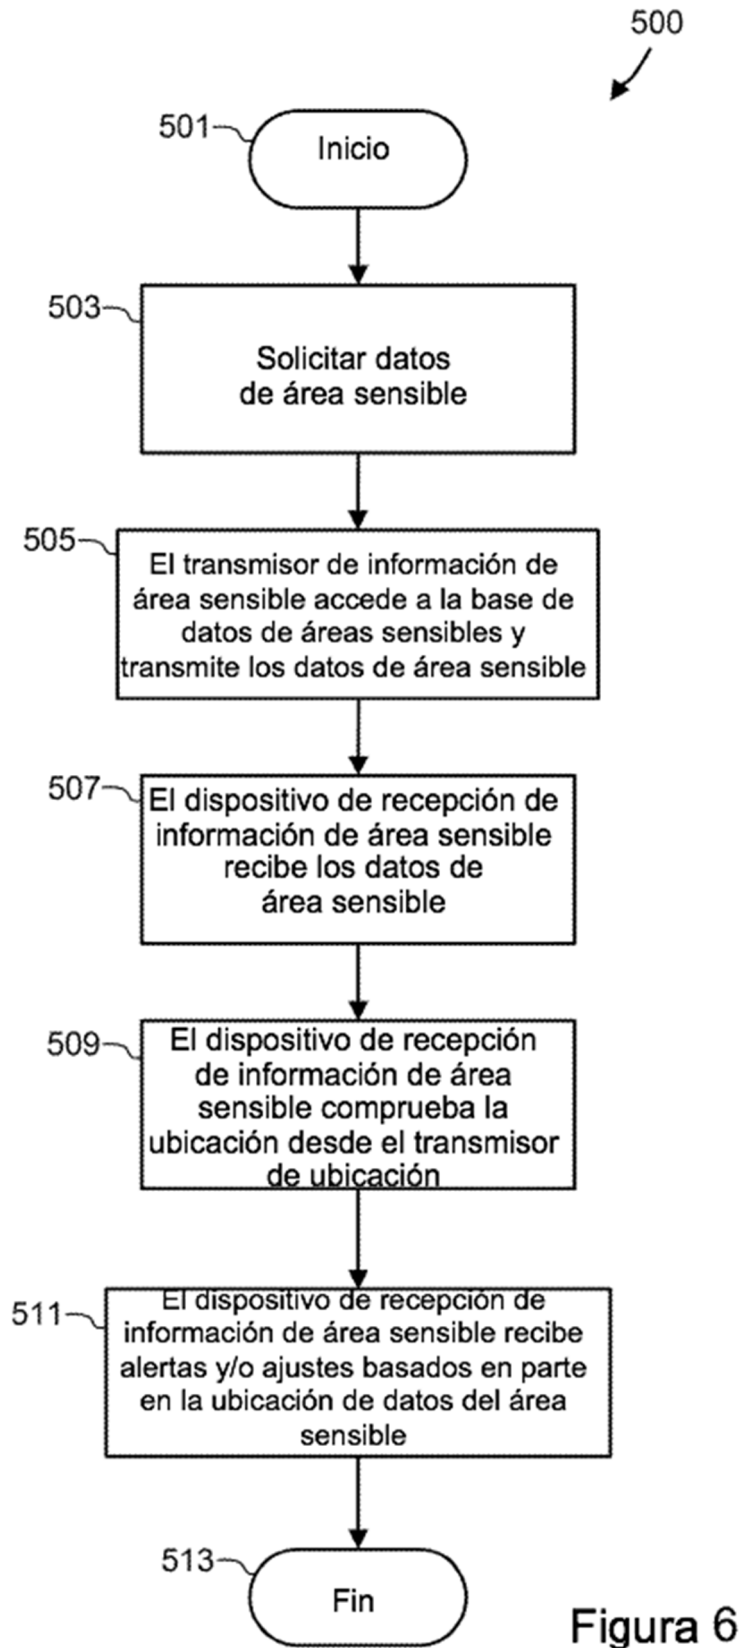 500
501
Inicio
503
Solicitar datos
de área sensible
505
El transmisor de información de
área sensible accede a la base de
datos de áreas sensibles y
transmite los datos de área sensible
507
El dispositivo de recepción de
información de área sensible
recibe los datos de
área sensible
509
El dispositivo de recepción
de información de área
sensible comprueba la
ubicación desde el transmisor
de ubicación
511
El dispositivo de recepción de
información de área sensible recibe
alertas y/o ajustes basados en parte
en la ubicación de datos del área
sensible
513
Fin
Figura 6